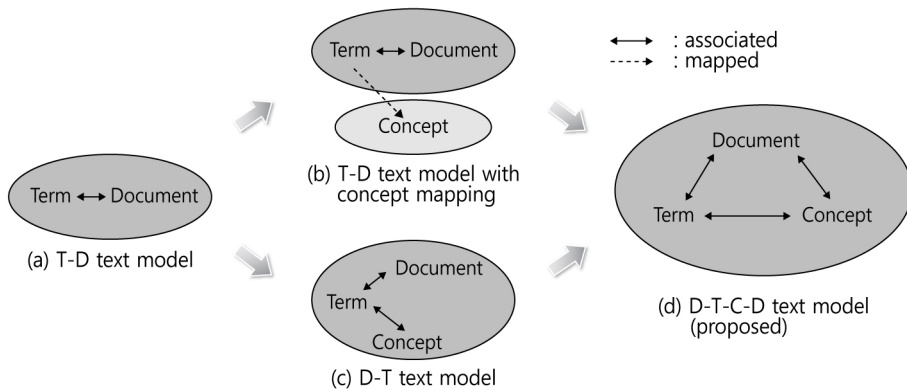 Term Document
Concept
(b) T-D text model with
concept mapping
: associated
: mapped
Term Document
(a) T-D text model
Document
Term
Concept
(c) D-T text model
Document
Term Concept
(d) D-T-C-D text model
(proposed)